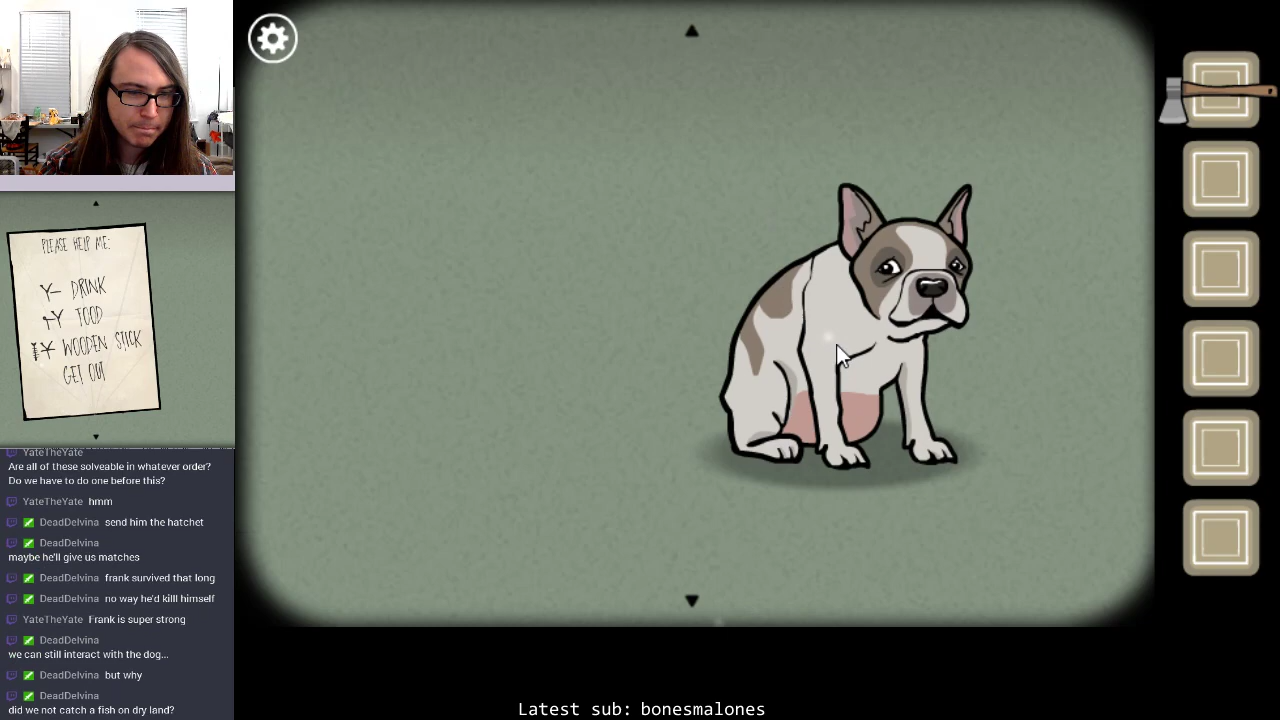 PLEASE HELP ME:
Y- DRINK
Y FOOD
Y WOODEN STICK
GET OUT
YateTheYate
Are all of these solveable in whatever order?
Do we have to do one before this?
YateTheYate hmm
DeadDelvina send him the hatchet
DeadDelvina
maybe he'll give us matches
DeadDelvina frank survived that long
DeadDelvina no way he'd killl himself
YateTheYate Frank is super strong
DeadDelvina
we can still interact with the dog...
DeadDelvina but why
DeadDelvina
did we not catch a fish on dry land?
Latest sub: bonesmalones